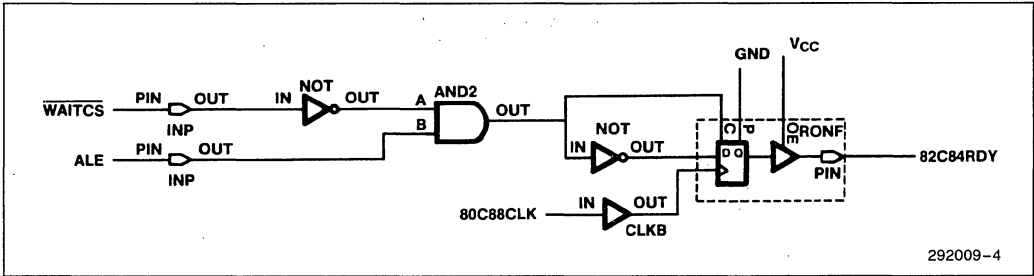 GND
VCC
NOT
AND2
WAITCS PIN OUT IN OUT A
OUT
INP
B
NOT
C P OE RONF
ALE PIN OUT
IN OUT D Q
82C84RDY
INP
PIN
80C88CLK IN OUT
CLKB
292009-4